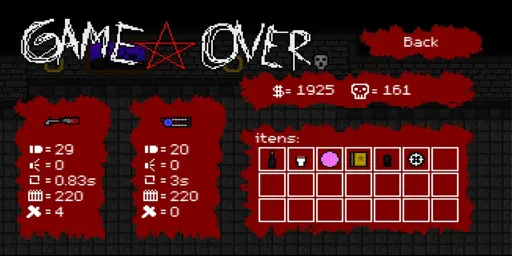 GAME OVER
Back
$= 1925 = 161
= 29
= 0
= 0.83s
= 220
= 4
= 20
= 0
= 3s
= 220
= 0
itens: